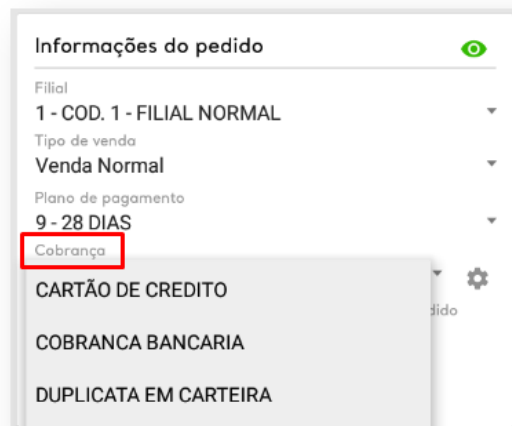 Informações do pedido
Filial
1 - COD. 1 - FILIAL NORMAL
Tipo de venda
Venda Normal
Plano de pagamento
9 - 28 DIAS
Cobrança
CARTÃO DE CREDITO
COBRANCA BANCARIA
DUPLICATA EM CARTEIRA